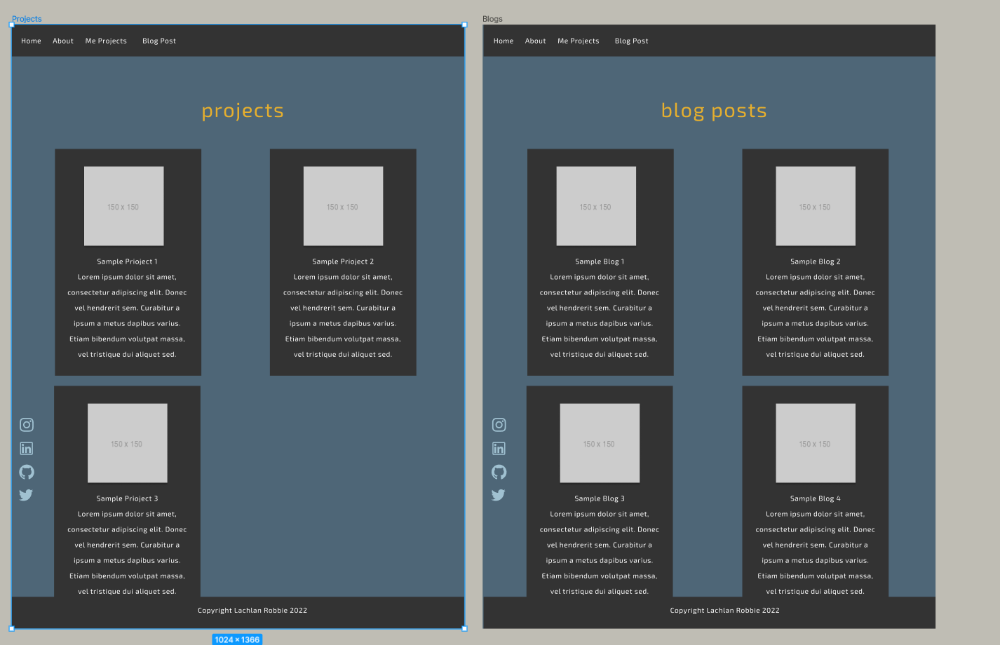 Projects
Home About Me Projects Blog Post
projects
150 x 150
Sample Prioject 1
Lorem ipsum dolor sit amet,
consectetur adipiscing elit. Donec
vel hendrerit sem. Curabitur a
ipsum a metus dapibus varius.
Etiam bibendum volutpat massa,
vel tristique dui aliquet sed.
150 x 150
Sample Prioject 2
Lorem ipsum dolor sit amet,
consectetur adipiscing elit. Donec
vel hendrerit sem. Curabitur a
ipsum a metus dapibus varius.
Etiam bibendum volutpat massa,
vel tristique dui aliquet sed.
150 x 150
Sample Prioject 3
Lorem ipsum dolor sit amet,
consectetur adipiscing elit. Donec
vel hendrerit sem. Curabitur a
ipsum a metus dapibus varius.
Etiam bibendum volutpat massa,
vel tristique dui aliquet sed.
in
Copyright Lachlan Robbie 2022
1024 × 1366
Blogs
Home About Me Projects Blog Post
blog posts
150 x 150
Sample Blog 1
Lorem ipsum dolor sit amet,
consectetur adipiscing elit. Donec
vel hendrerit sem. Curabitur a
ipsum a metus dapibus varius.
Etiam bibendum volutpat massa,
vel tristique dui aliquet sed.
150 x 150
Sample Blog 2
Lorem ipsum dolor sit amet,
consectetur adipiscing elit. Donec
vel hendrerit sem. Curabitur a
ipsum a metus dapibus varius.
Etiam bibendum volutpat massa,
vel tristique dui aliquet sed.
150 x 150
Sample Blog 3
Lorem ipsum dolor sit amet,
consectetur adipiscing elit. Donec
vel hendrerit sem. Curabitur a
ipsum a metus dapibus varius.
Etiam bibendum volutpat massa,
vel tristique dui aliquet sed.
150 x 150
Sample Blog 4
Lorem ipsum dolor sit amet,
consectetur adipiscing elit. Donec
vel hendrerit sem. Curabitur a
ipsum a metus dapibus varius.
Etiam bibendum volutpat massa,
vel tristique dui aliquet sed.
in
Copyright Lachlan Robbie 2022